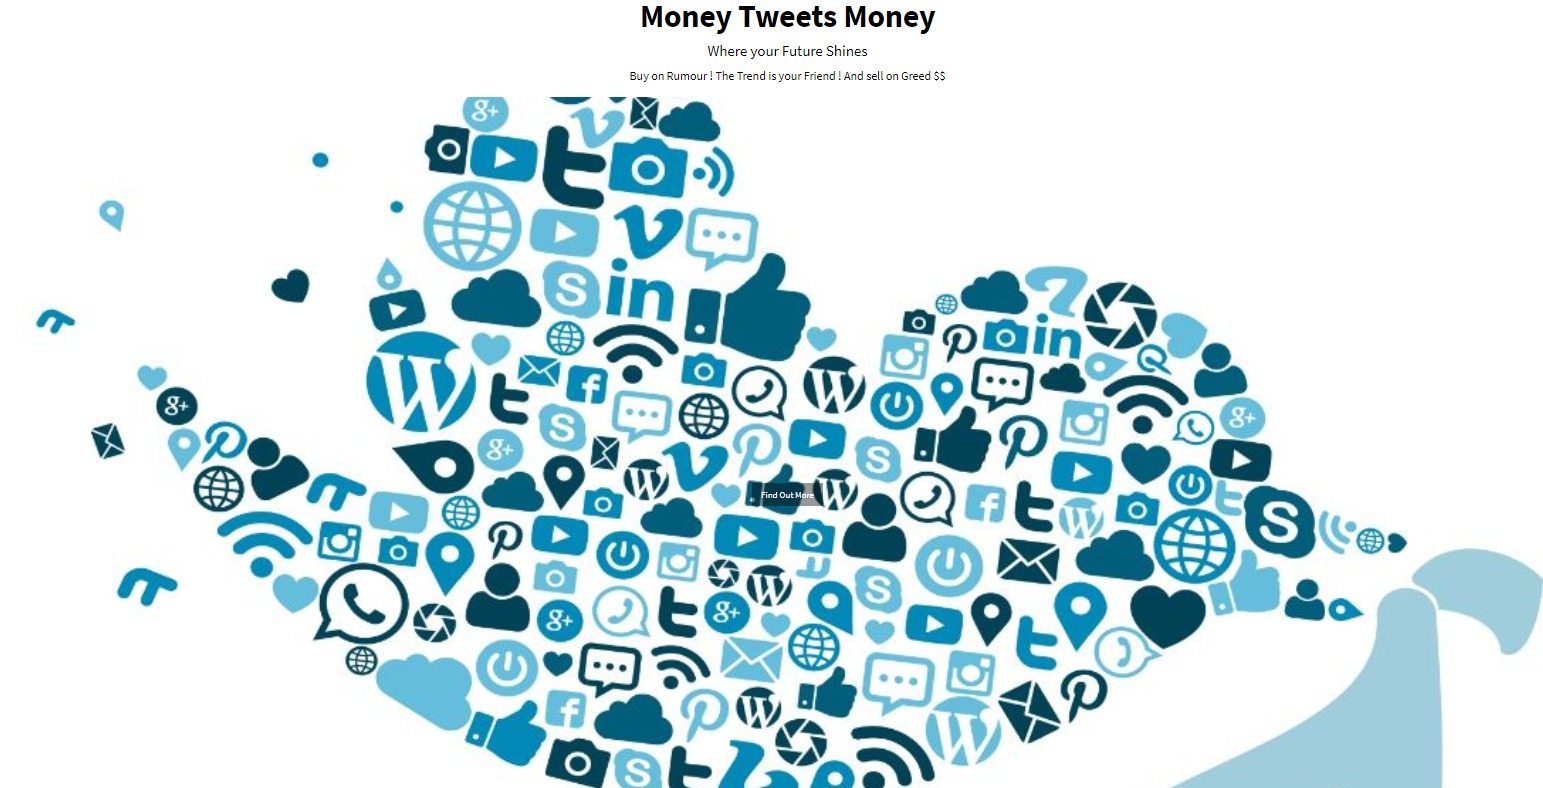 Money Tweets Money
Where your Future Shines
Buy on Rumour ! The Trend is your Friend ! And sell on Greed $$
Find Out More